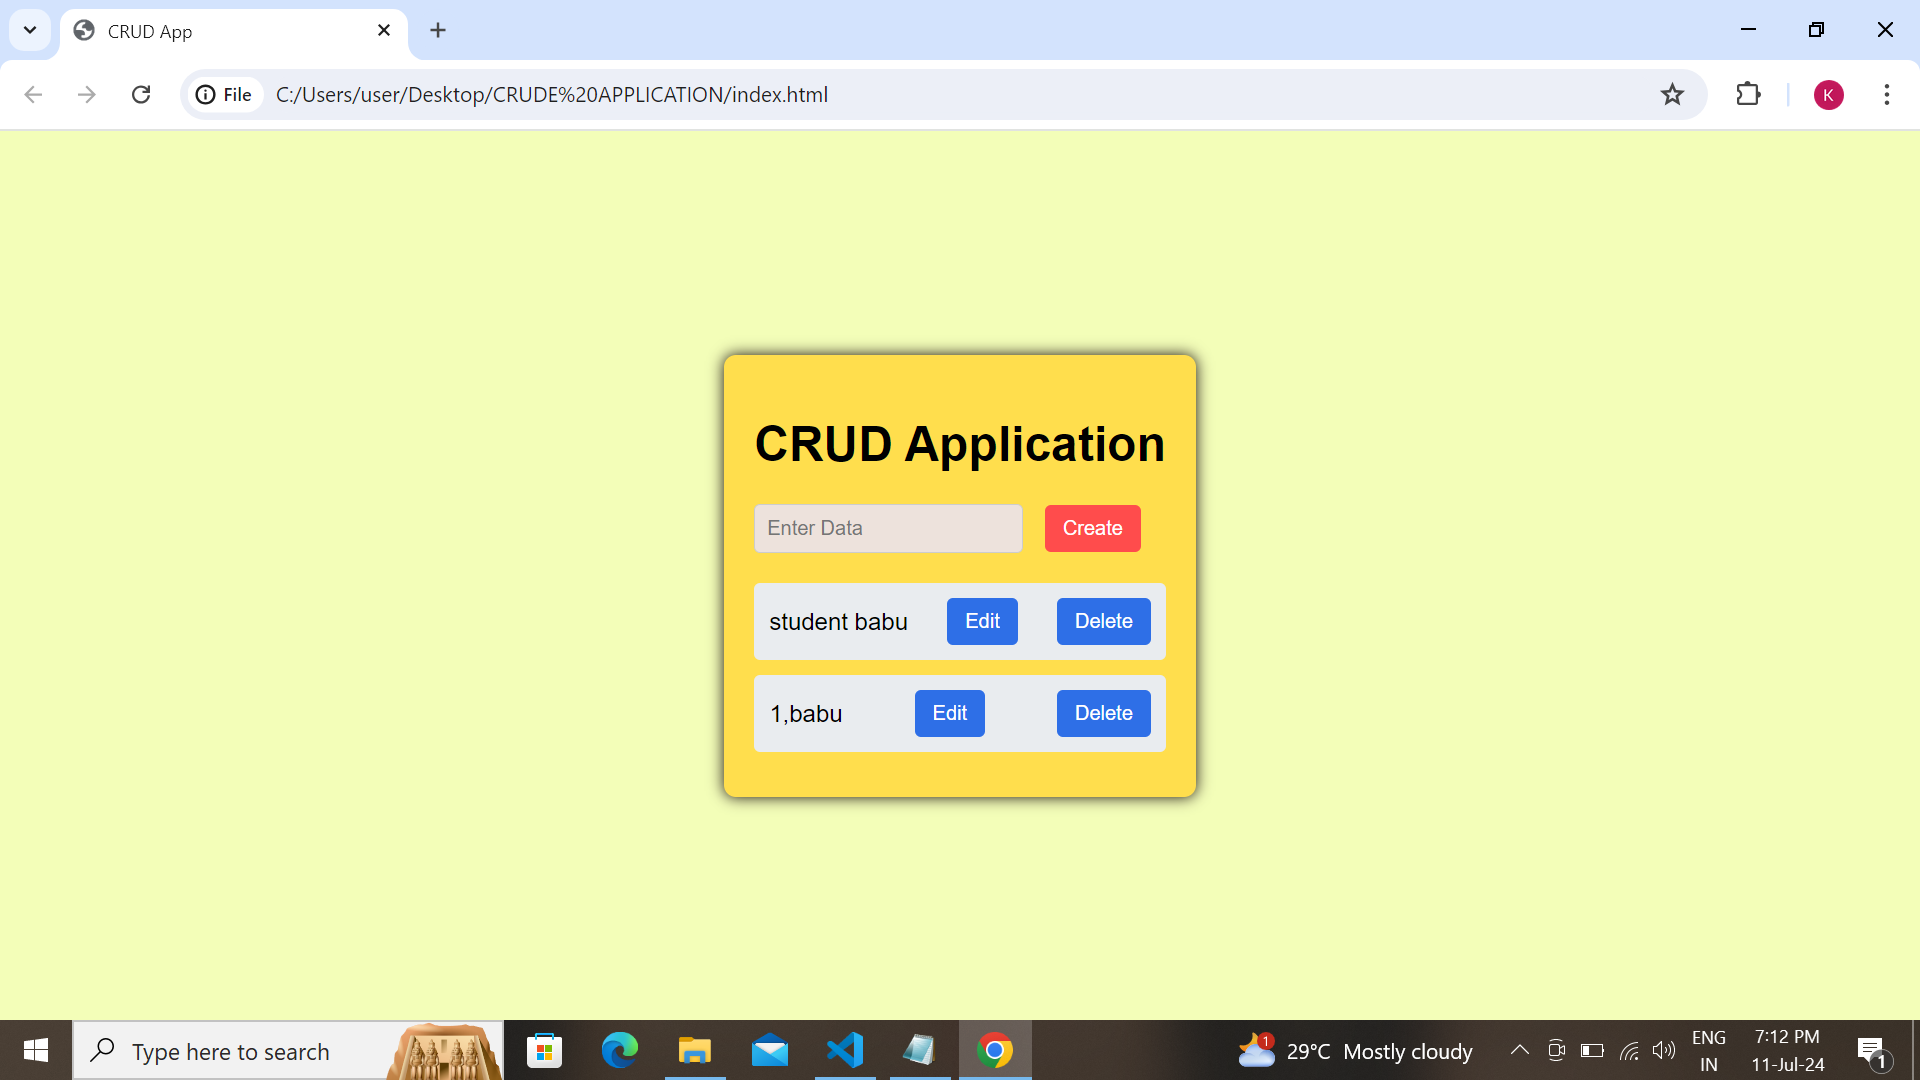 CRUD App
File C:/Users/user/Desktop/CRUDE%20APPLICATION/index.html
K
CRUD Application
Enter Data Create
student babu Edit Delete
1,babu Edit Delete
Type here to search
1
29°C Mostly cloudy
ENG
IN
7:12 PM
11-Jul-24
1